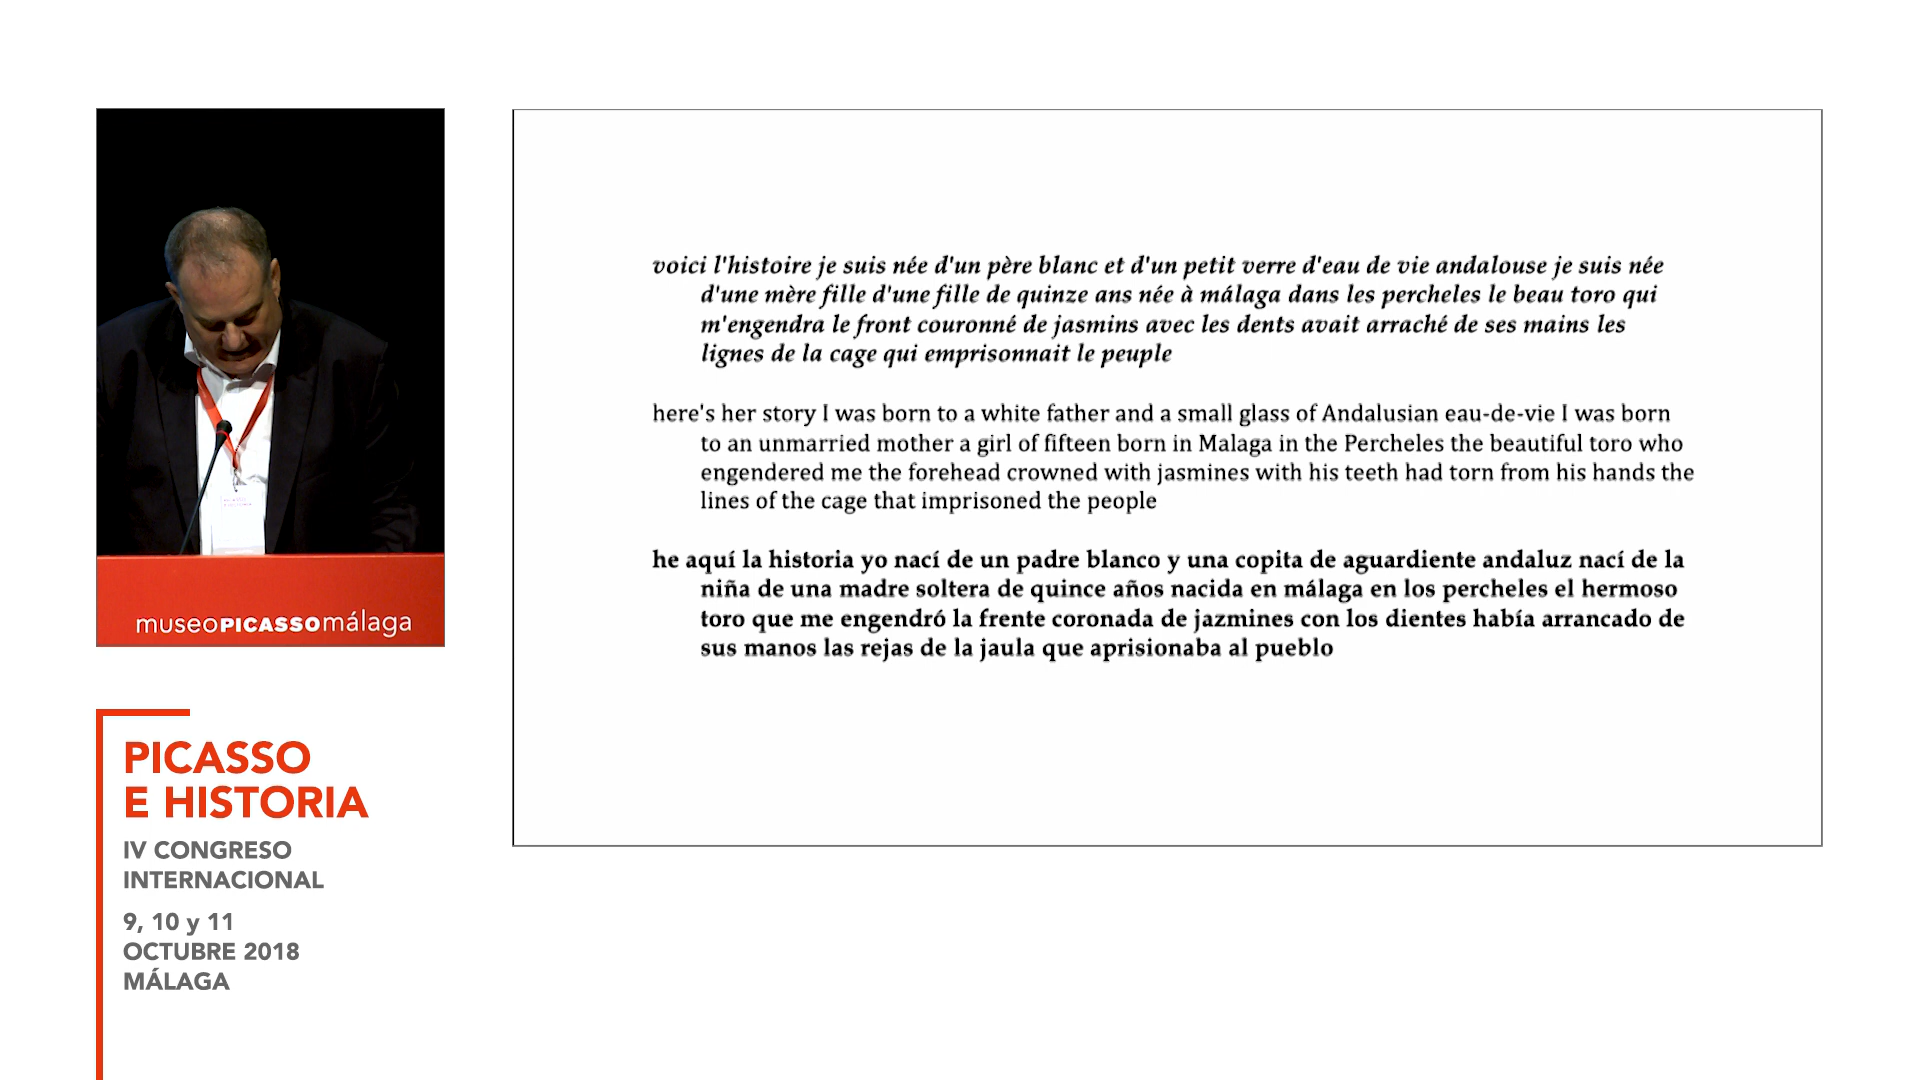 voici l'histoire je suis née d'un père blanc et d'un petit verre d'eau de vie andalouse je suis née
d'une mère fille d'une fille de quinze ans née à málaga dans les percheles le beau toro qui
m'engendra le front couronné de jasmins avec les dents avait arraché de ses mains les
lignes de la cage qui emprisonnait le peuple
here's her story I was born to a white father and a small glass of Andalusian eau-de-vie I was born
to an unmarried mother a girl of fifteen born in Malaga in the Percheles the beautiful toro who
engendered me the forehead crowned with jasmines with his teeth had torn from his hands the
lines of the cage that imprisoned the people
he aquí la historia yo nací de un padre blanco y una copita de aguardiente andaluz nací de la
niña de una madre soltera de quince años nacida en málaga en los percheles el hermoso
toro que me engendró la frente coronada de jazmines con los dientes había arrancado de
sus manos las rejas de la jaula que aprisionaba al pueblo
museoPICASSOmálaga
PICASSO
E HISTORIA
IV CONGRESO
INTERNACIONAL
9, 10 y 11
OCTUBRE 2018
MÁLAGA